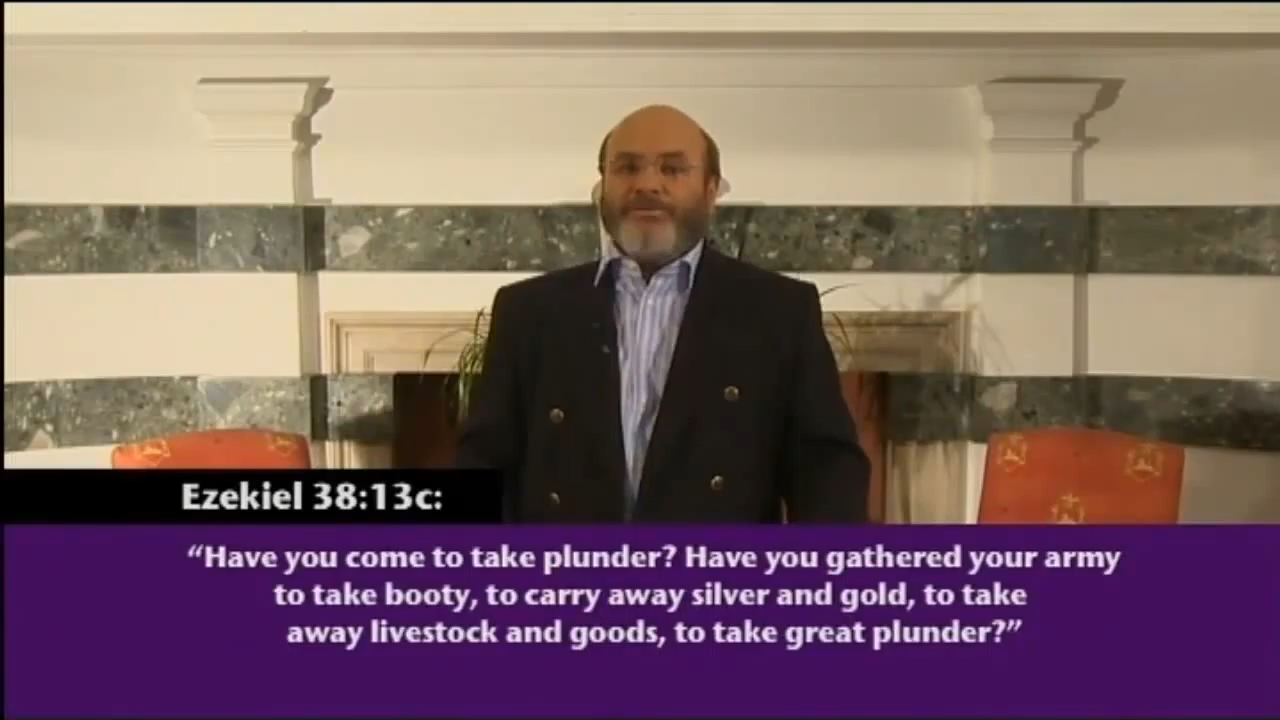 Ezekiel 38:13c:
“Have you come to take plunder? Have you gathered your army
to take booty, to carry away silver and gold, to take
away livestock and goods, to take great plunder?”